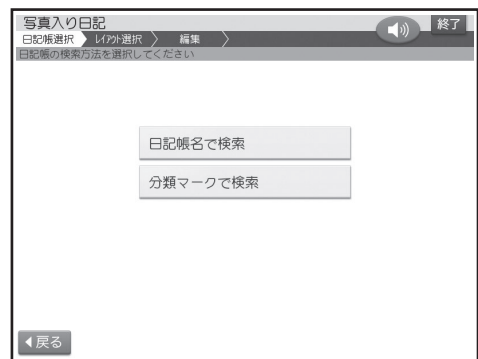 写真入り日記
終了
日記帳選択 ﾚｲｱｳﾄ選択 編集
日記帳の検索方法を選択してください
日記帳名で検索
分類マークで検索
戻る